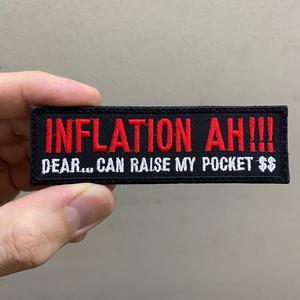 INFLATION AH!!!
DEAR... CAN RAISE MY POCKET $$